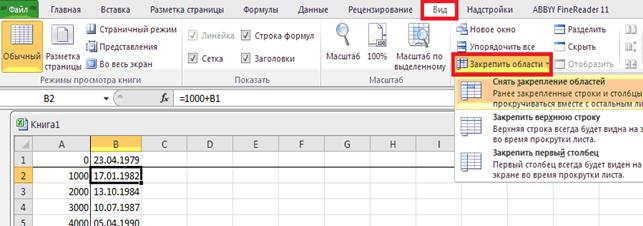 Файл Главная Вставка Разметка страницы Формулы Данные Рецензирование Вид Надстройки ABBYY FineReader 11
Обычный
Разметка страницы
Страничный режим
Представления
Во весь экран
Режимы просмотра книги
Линейка Строка формул
Сетка Заголовки
Показать
Масштаб 100% Масштаб по выделенному
Масштаб
Новое окно
Упорядочить все
Закрепить области
Разделить
Скрыть
Отобразить
Снять закрепление областей
Ранее закрепленные строки и столбцы
прокручиваться вместе с остальным ли
Закрепить верхнюю строку
Верхняя строка всегда будет видна на э
во время прокрутки листа.
Закрепить первый столбец
Первый столбец всегда будет виден на
экране во время прокрутки листа.
B2 fx =1000+B1
Книга1
A B C D E F G H I
1 0 23.04.1979
2 1000 17.01.1982
3 2000 13.10.1984
4 3000 10.07.1987
5 4000 05.04.1990